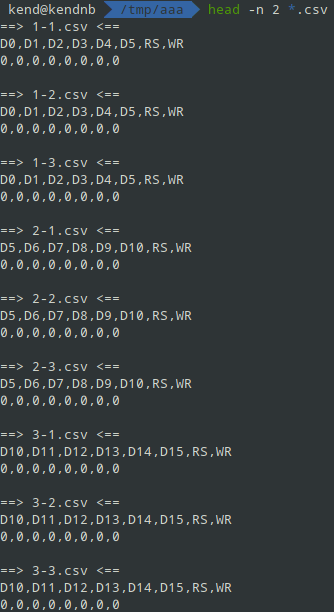 kend@kendnb /tmp/aaa head -n 2 *.csv
==> 1-1.csv <==
D0,D1,D2,D3,D4,D5,RS,WR
0,0,0,0,0,0,0,0
==> 1-2.csv <==
D0,D1,D2,D3,D4,D5,RS,WR
0,0,0,0,0,0,0,0
==> 1-3.csv <==
D0,D1,D2,D3,D4,D5,RS,WR
0,0,0,0,0,0,0,0
==> 2-1.csv <==
D5,D6,D7,D8,D9,D10,RS,WR
0,0,0,0,0,0,0,0
==> 2-2.csv <==
D5,D6,D7,D8,D9,D10,RS,WR
0,0,0,0,0,0,0,0
==> 2-3.csv <==
D5,D6,D7,D8,D9,D10,RS,WR
0,0,0,0,0,0,0,0
==> 3-1.csv <==
D10,D11,D12,D13,D14,D15,RS,WR
0,0,0,0,0,0,0,0
==> 3-2.csv <==
D10,D11,D12,D13,D14,D15,RS,WR
0,0,0,0,0,0,0,0
==> 3-3.csv <==
D10,D11,D12,D13,D14,D15,RS,WR
0,0,0,0,0,0,0,0